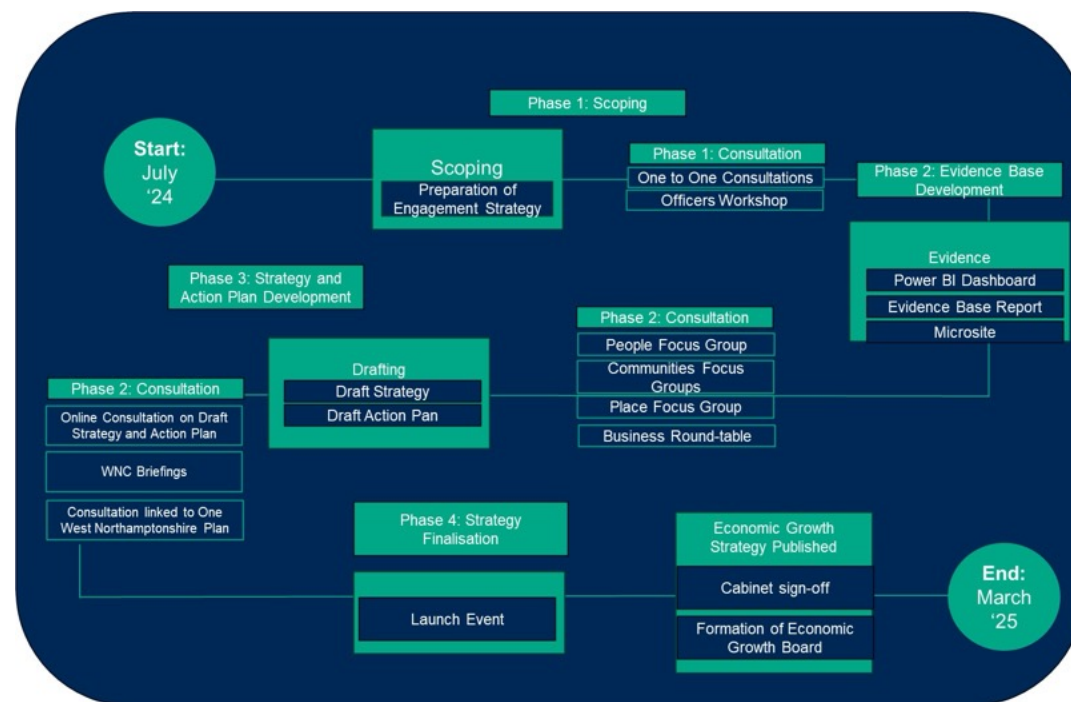 Phase 1: Scoping
Start:
July
‘24
Scoping
Preparation of
Engagement Strategy
Phase 1: Consultation
One to One Consultations
Officers Workshop
Phase 2: Evidence Base
Development
Evidence
Power BI Dashboard
Evidence Base Report
Microsite
Phase 2: Consultation
People Focus Group
Communities Focus
Groups
Place Focus Group
Business Round-table
Phase 3: Strategy and
Action Plan Development
Drafting
Draft Strategy
Draft Action Pan
Phase 2: Consultation
Online Consultation on Draft
Strategy and Action Plan
WNC Briefings
Consultation linked to One
West Northamptonshire Plan
Phase 4: Strategy
Finalisation
Launch Event
Economic Growth
Strategy Published
Cabinet sign-off
Formation of Economic
Growth Board
End:
March
‘25